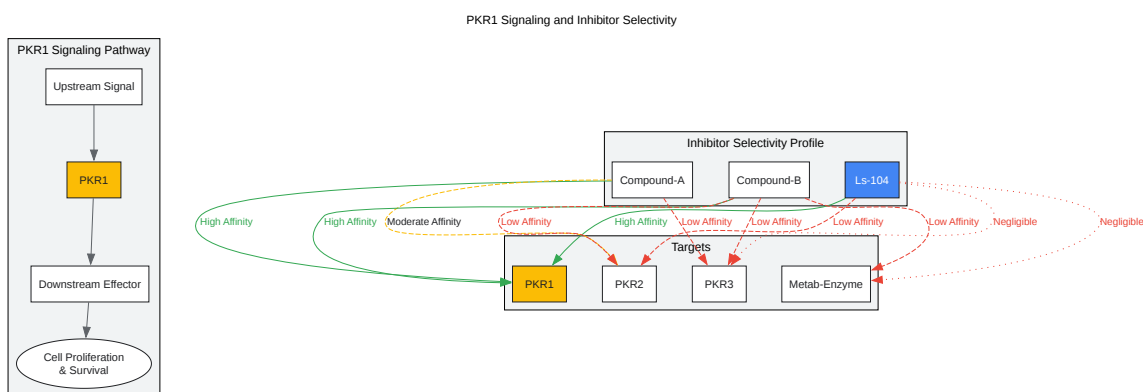 PKR1 Signaling and Inhibitor Selectivity
PKR1 Signaling Pathway
Upstream Signal
PKR1
Downstream Effector
Cell Proliferation
& Survival
Inhibitor Selectivity Profile
Compound-A
Compound-B
Ls-104
High Affinity
High Affinity
Moderate Affinity
Low Affinity
High Affinity
Low Affinity
Low Affinity
Low Affinity
Low Affinity
Negligible
Negligible
Targets
PKR1
PKR2
PKR3
Metab-Enzyme